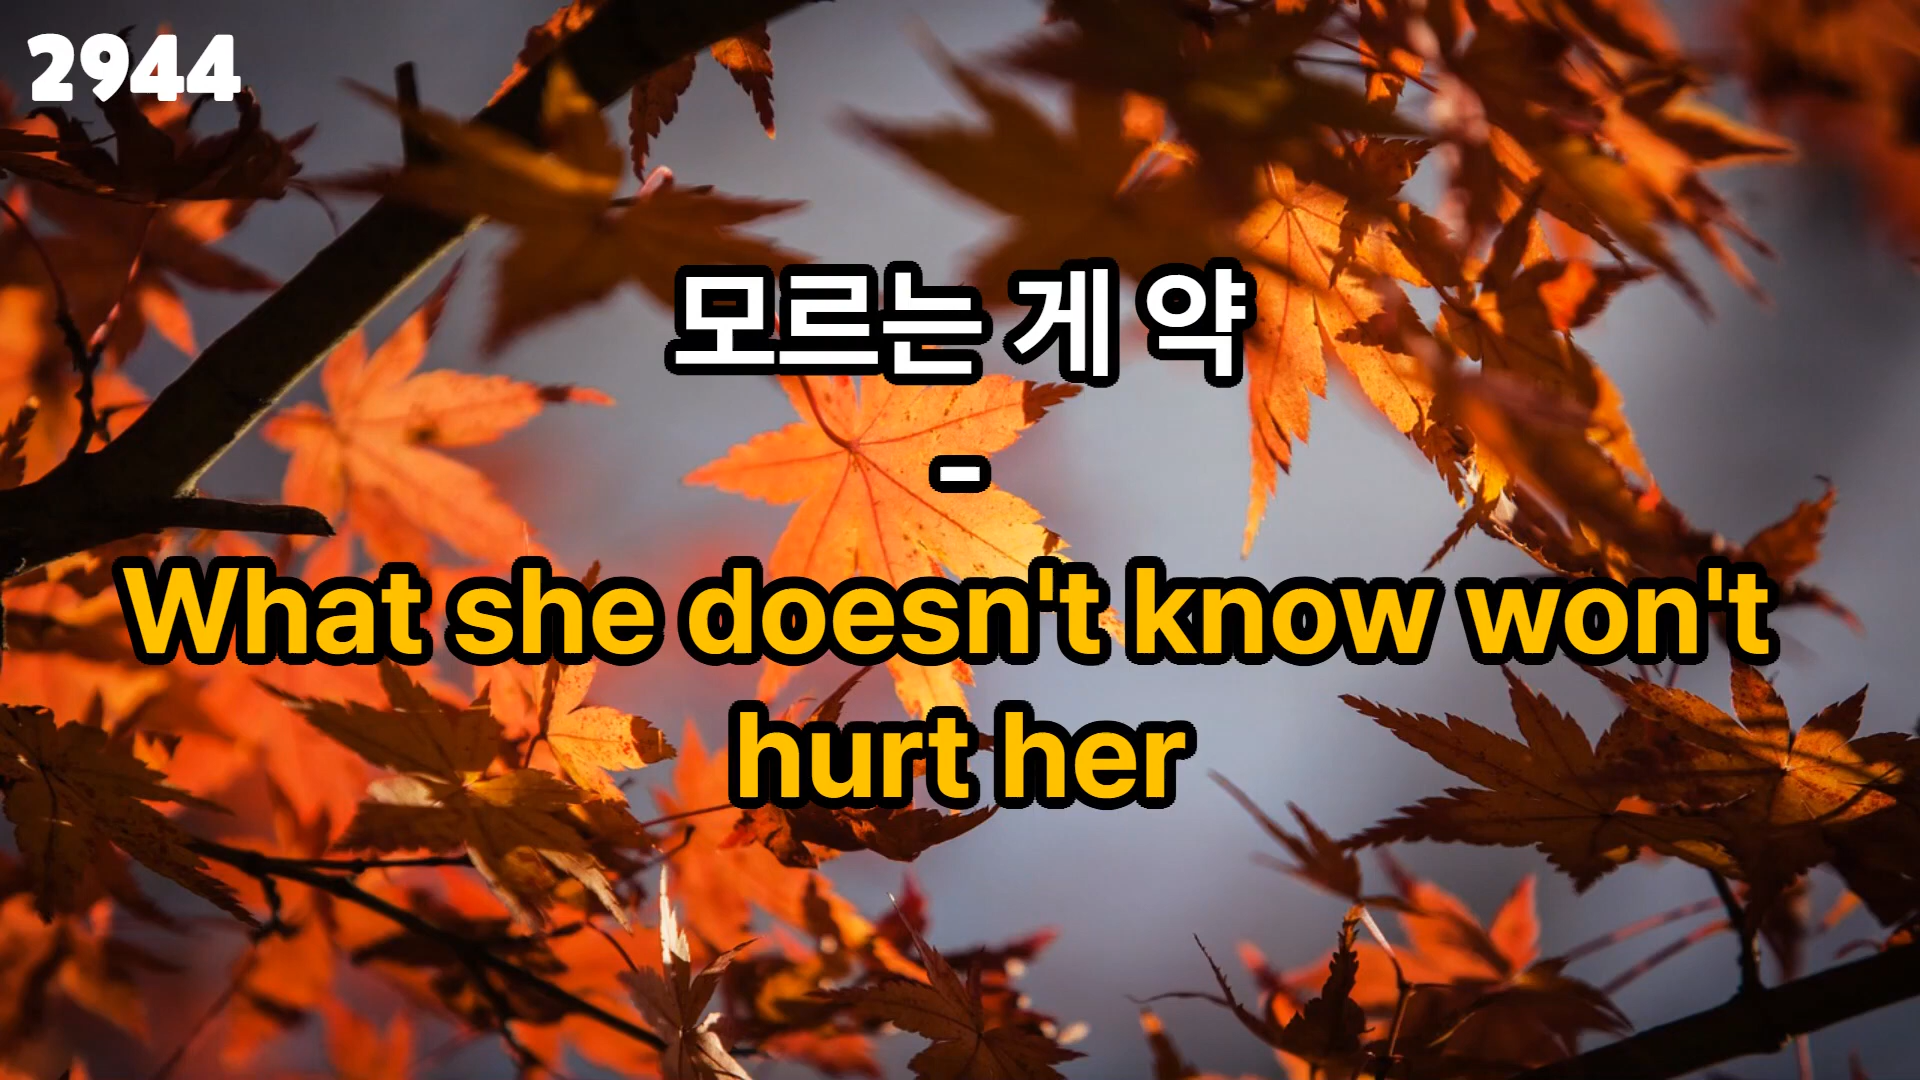 2944
모르는 게 약
-
What she doesn't know won't
hurt her